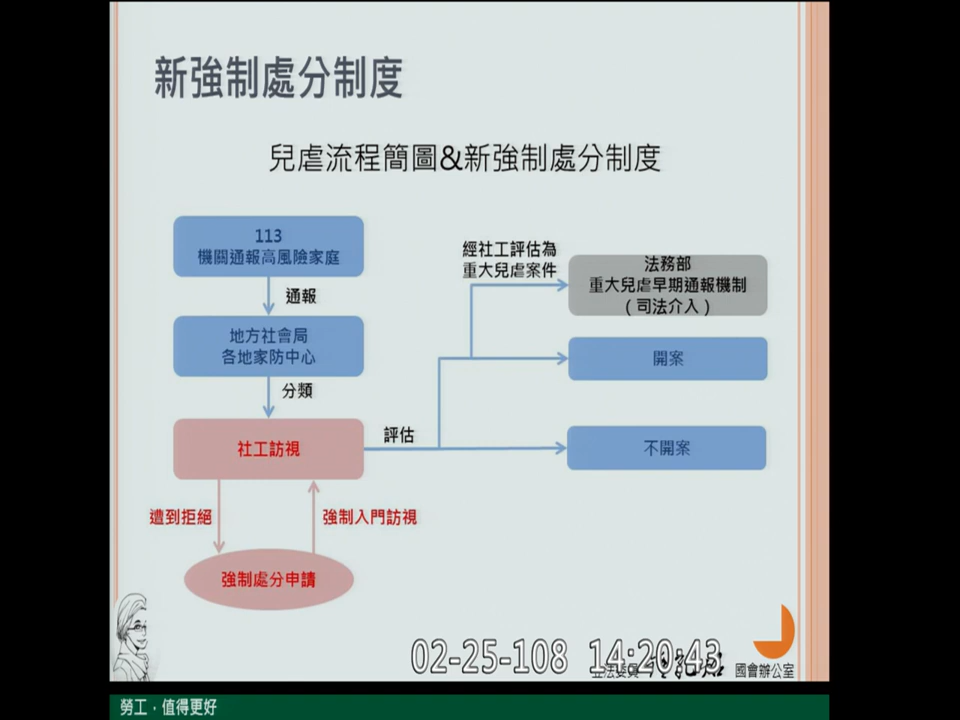 新強制處分制度
兒虐流程簡圖&新強制處分制度
113
機關通報高風險家庭
通報
地方社會局
各地家防中心
分類
社工訪視
評估
經社工評估為
重大兒虐案件
法務部
重大兒虐早期通報機制
（司法介入）
開案
不開案
遭到拒絕
強制入門訪視
強制處分申請
02-25-108 14:20:43
立法委員
國會辦公室
勞工．值得更好